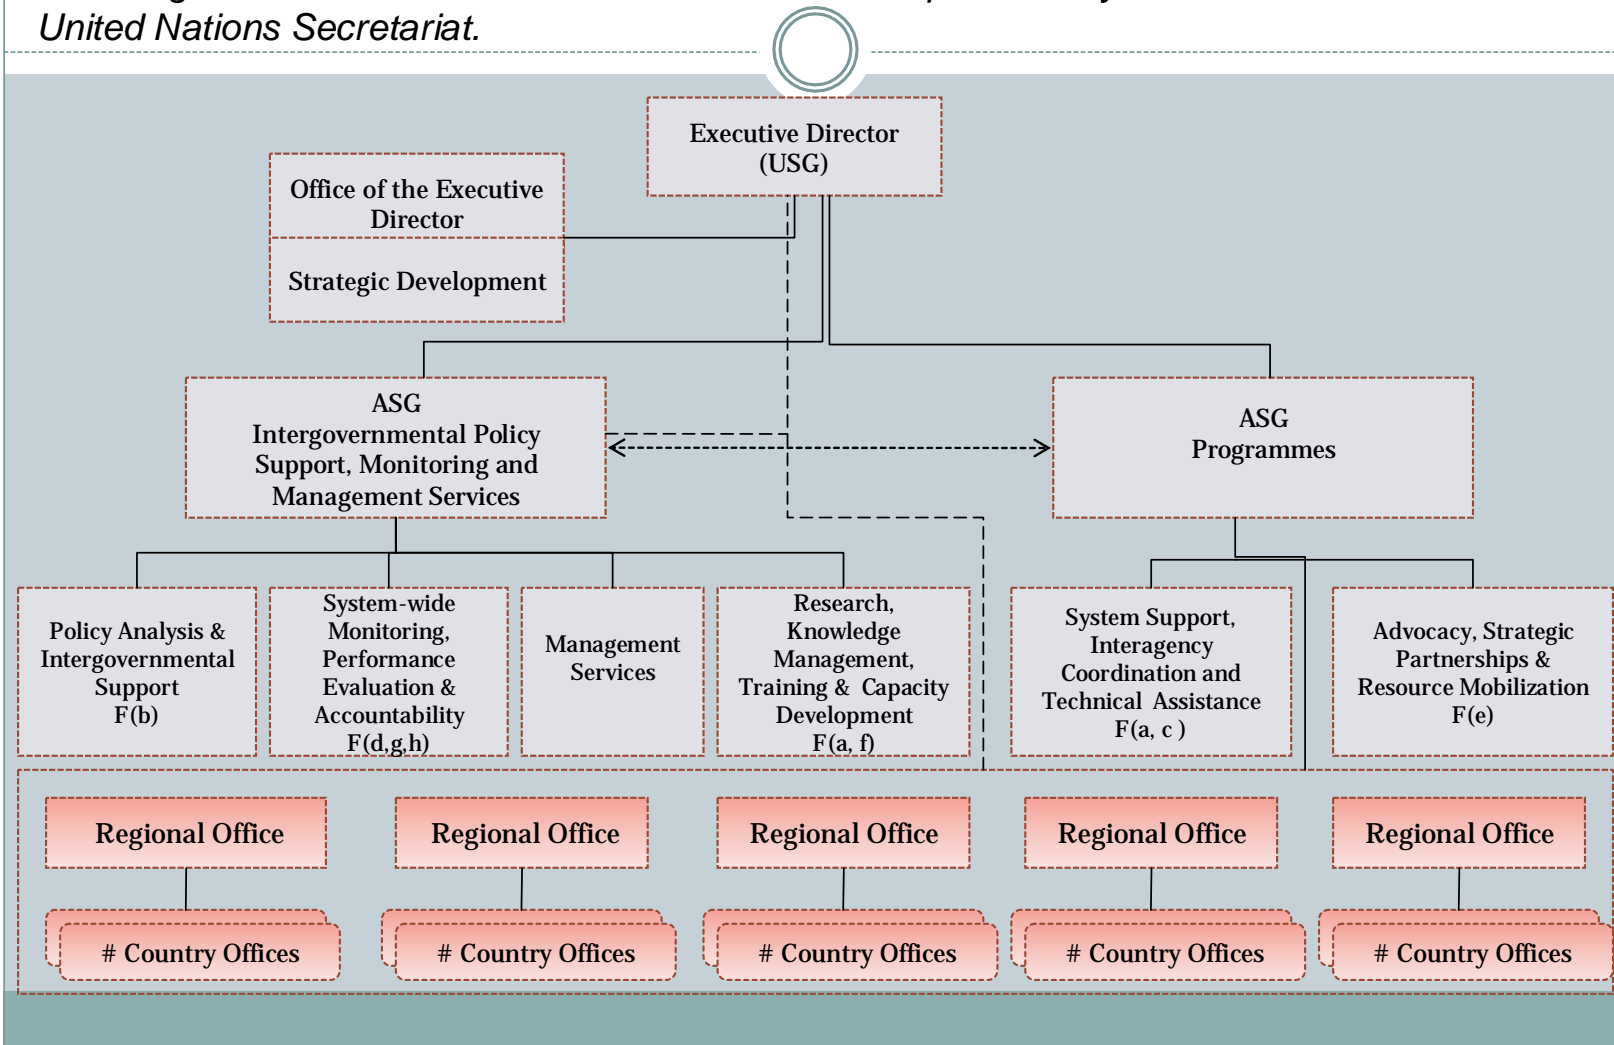 United Nations Secretariat.
Executive Director
(USG)
Office of the Executive
Director
Strategic Development
ASG
Intergovernmental Policy
Support, Monitoring and
Management Services
ASG
Programmes
Policy Analysis &
Intergovernmental
Support
F(b)
System-wide
Monitoring,
Performance
Evaluation &
Accountability
F(d,g,h)
Management
Services
Research,
Knowledge
Management,
Training & Capacity
Development
F(a, f)
System Support,
Interagency
Coordination and
Technical Assistance
F(a, c )
Advocacy, Strategic
Partnerships &
Resource Mobilization
F(e)
Regional Office
Regional Office
Regional Office
Regional Office
Regional Office
# Country Offices
# Country Offices
# Country Offices
# Country Offices
# Country Offices